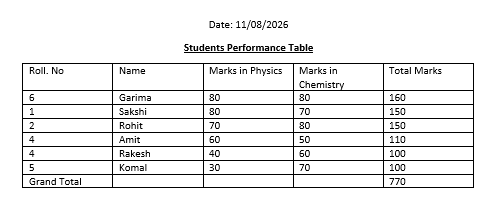 Date: 11/08/2026
Students Performance Table
Roll. No Name Marks in Physics Marks in Chemistry Total Marks
6 Garima 80 80 160
1 Sakshi 80 70 150
2 Rohit 70 80 150
4 Amit 60 50 110
4 Rakesh 40 60 100
5 Komal 30 70 100
Grand Total 770